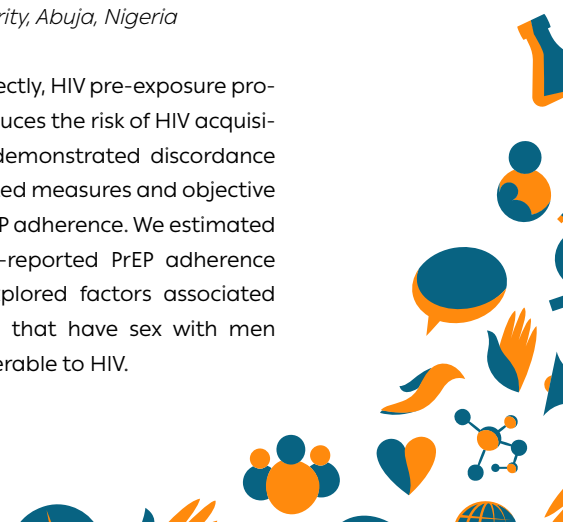 rity, Abuja, Nigeria
ectly, HIV pre-exposure pro-
uces the risk of HIV acquisi-
demonstrated discordance
ed measures and objective
P adherence. We estimated
-reported PrEP adherence
plored factors associated
that have sex with men
erable to HIV.